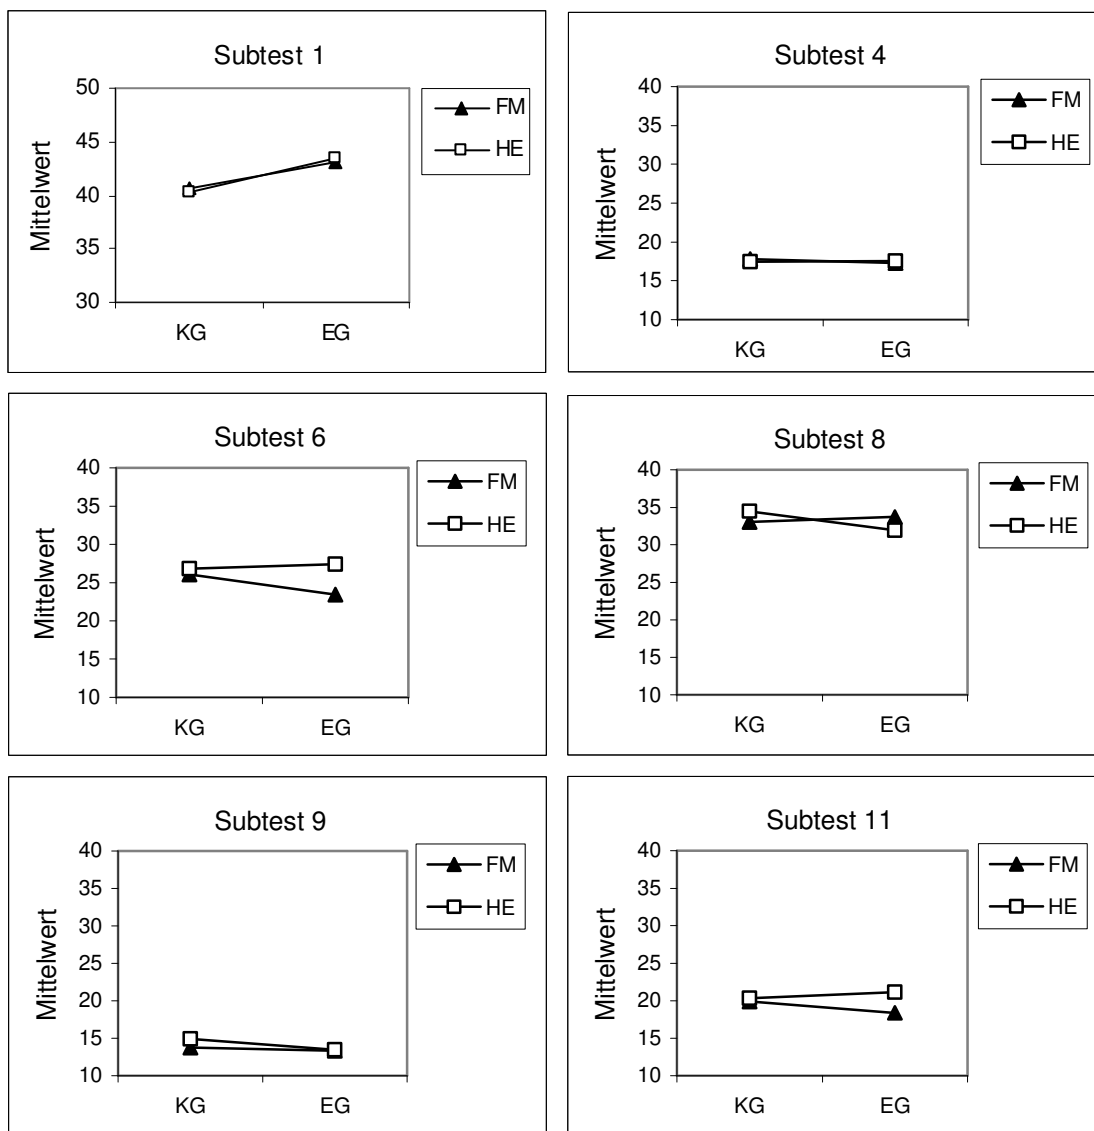 Subtest 1
50
45
40
35
30
Mittelwert
KG
EG
FM
HE
Subtest 4
40
35
30
25
20
15
10
Mittelwert
KG
EG
FM
HE
Subtest 6
40
35
30
25
20
15
10
Mittelwert
KG
EG
FM
HE
Subtest 8
40
35
30
25
20
15
10
Mittelwert
KG
EG
FM
HE
Subtest 9
40
35
30
25
20
15
10
Mittelwert
KG
EG
FM
HE
Subtest 11
40
35
30
25
20
15
10
Mittelwert
KG
EG
FM
HE